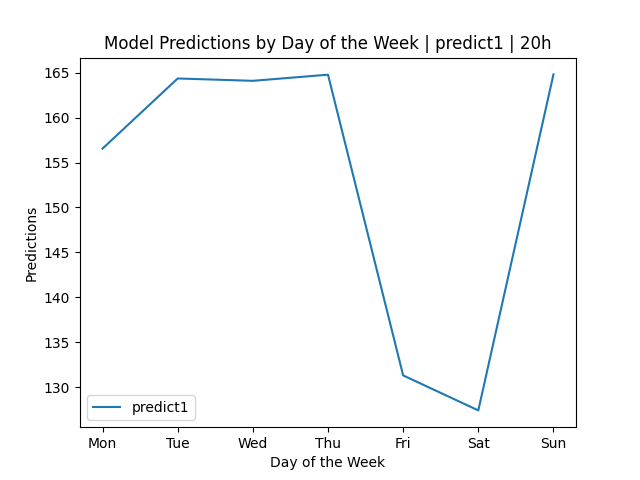 Model Predictions by Day of the Week | predict1 | 20h
165
160
155
150
145
140
135
130
Predictions
predict1
Mon Tue Wed Thu Fri Sat Sun
Day of the Week